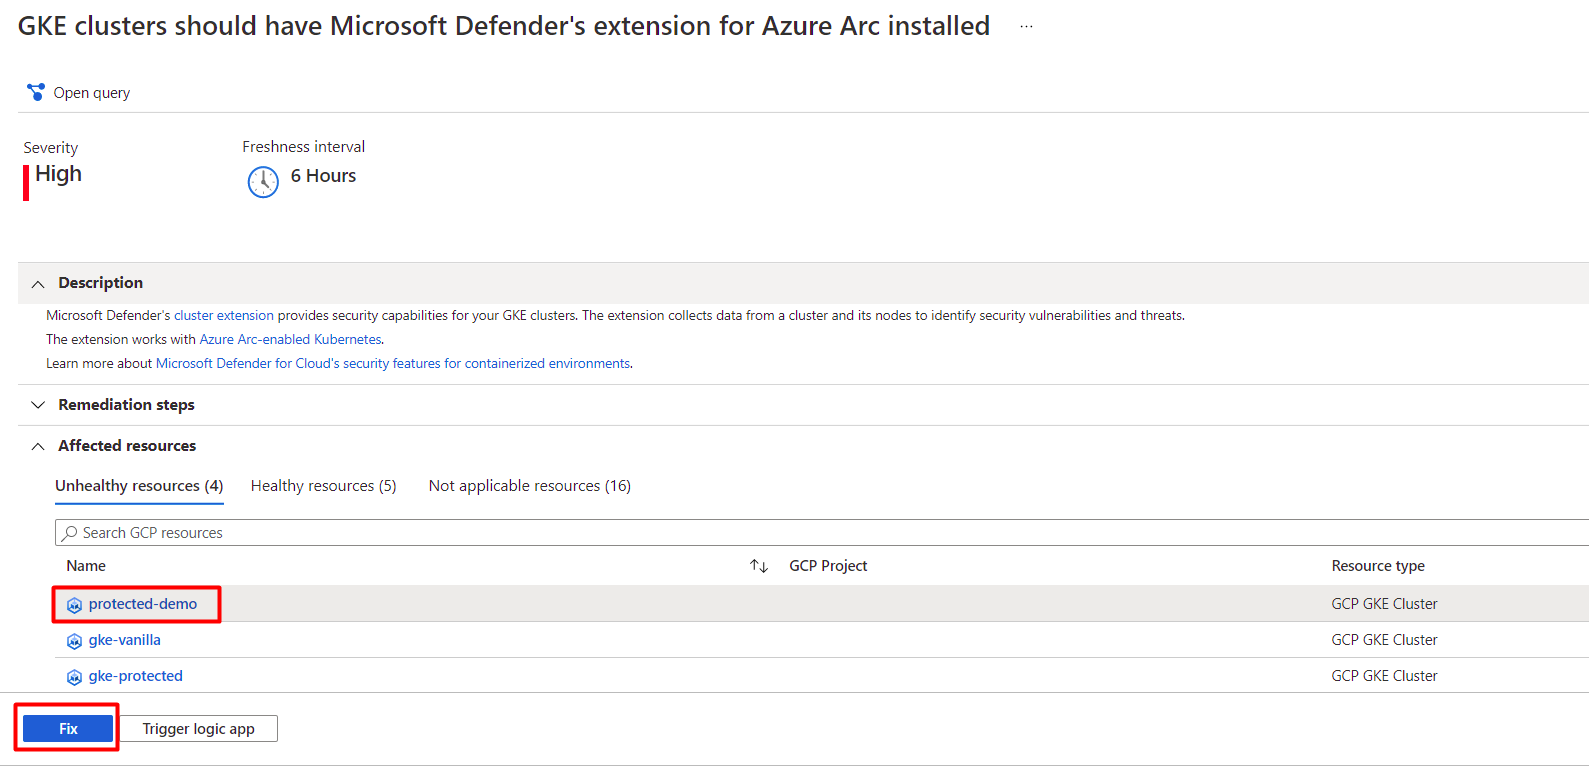 GKE clusters should have Microsoft Defender's extension for Azure Arc installed ...
Open query
Severity
High
Freshness interval
6 Hours
Description
Microsoft Defender's cluster extension provides security capabilities for your GKE clusters. The extension collects data from a cluster and its nodes to identify security vulnerabilities and threats.
The extension works with Azure Arc-enabled Kubernetes.
Learn more about Microsoft Defender for Cloud's security features for containerized environments.
Remediation steps
Affected resources
Unhealthy resources (4) Healthy resources (5) Not applicable resources (16)
Search GCP resources
Name GCP Project Resource type
protected-demo GCP GKE Cluster
gke-vanilla GCP GKE Cluster
gke-protected GCP GKE Cluster
Fix Trigger logic app